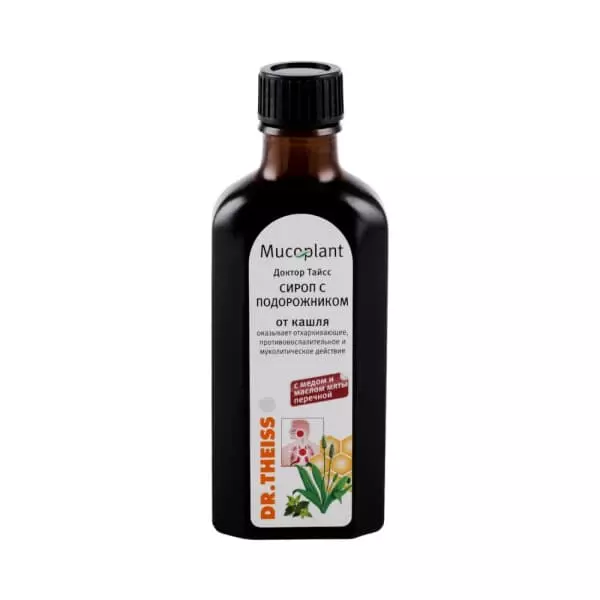 Mucoplant
Доктор Тайсс
СИРОП С
ПОДОРОЖНИКОМ
от кашля
оказывает отхаркивающее,
противовоспалительное и
муколитическое действие
с медом и
маслом мяты
перечной
DR.THEISS